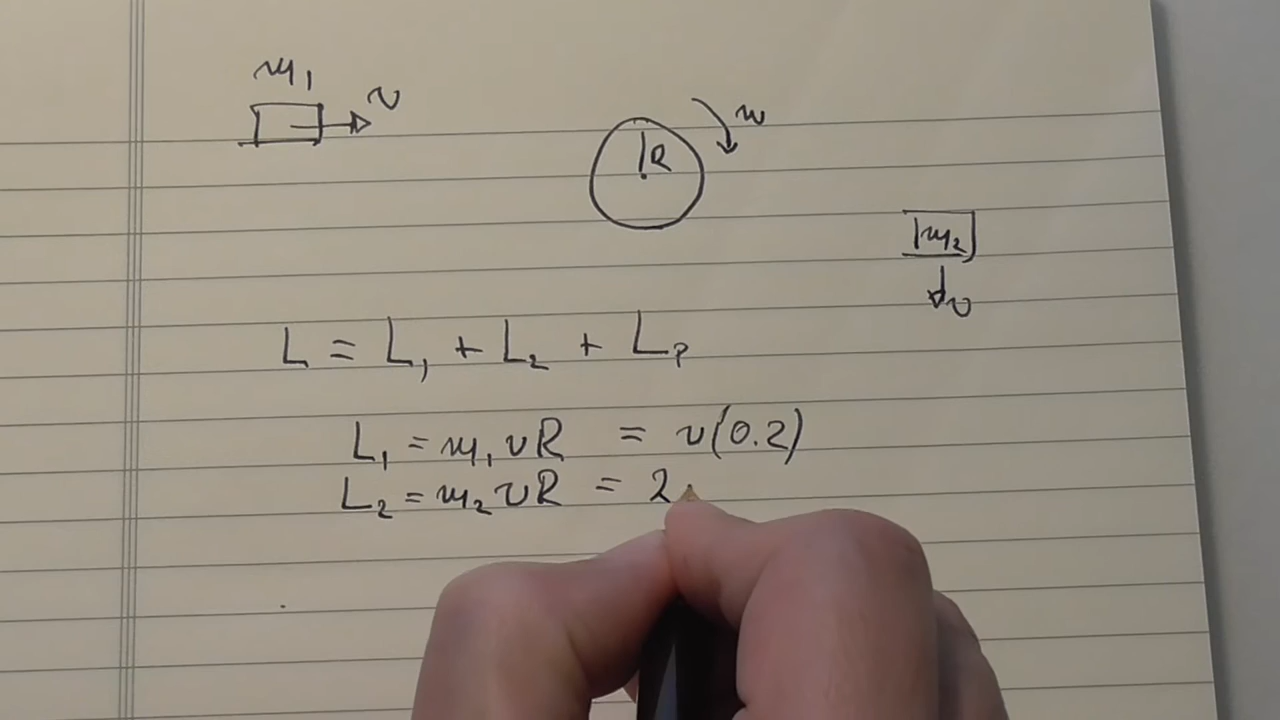 m₁
v
R
ω
m₂
v
L = L₁ + L₂ + Lₚ
L₁ = m₁vR = v(0.2)
L₂ = m₂vR = 2